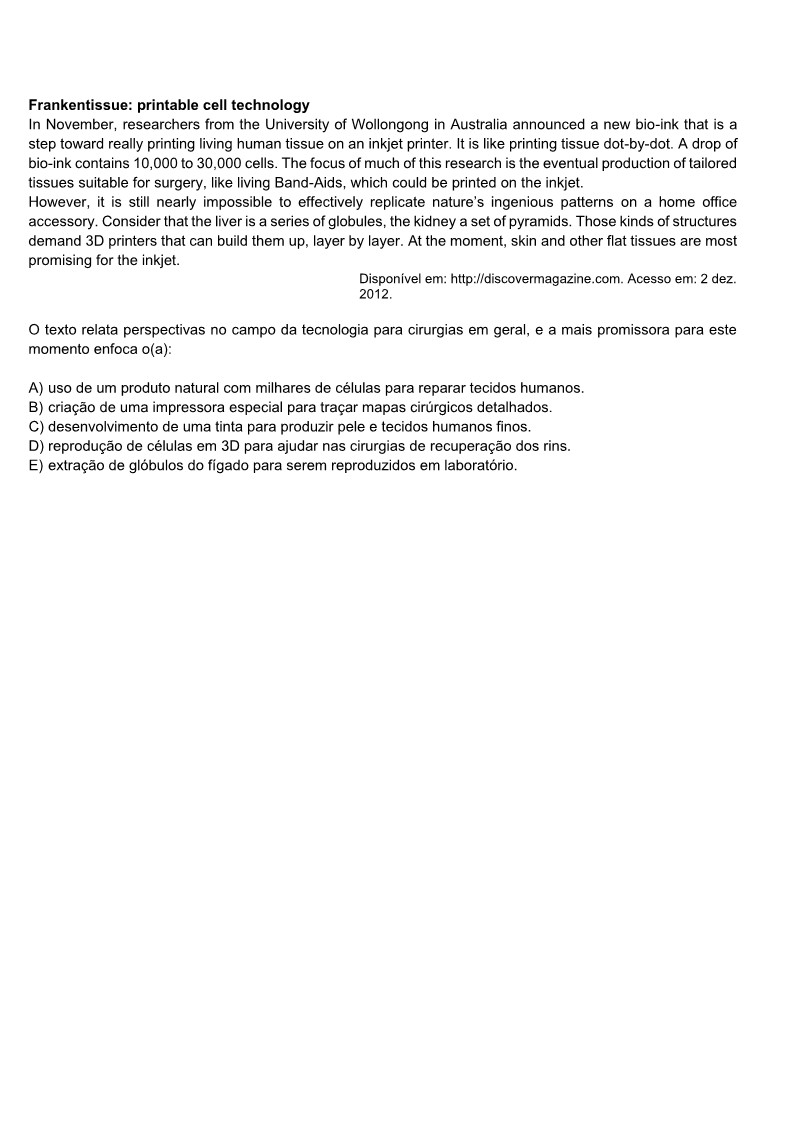 Frankentissue: printable cell technology
In November, researchers from the University of Wollongong in Australia announced a new bio-ink that is a
step toward really printing living human tissue on an inkjet printer. It is like printing tissue dot-by-dot. A drop of
bio-ink contains 10,000 to 30,000 cells. The focus of much of this research is the eventual production of tailored
tissues suitable for surgery, like living Band-Aids, which could be printed on the inkjet.
However, it is still nearly impossible to effectively replicate nature’s ingenious patterns on a home office
accessory. Consider that the liver is a series of globules, the kidney a set of pyramids. Those kinds of structures
demand 3D printers that can build them up, layer by layer. At the moment, skin and other flat tissues are most
promising for the inkjet.
Disponível em: http://discovermagazine.com. Acesso em: 2 dez.
2012.
O texto relata perspectivas no campo da tecnologia para cirurgias em geral, e a mais promissora para este
momento enfoca o(a):
A) uso de um produto natural com milhares de células para reparar tecidos humanos.
B) criação de uma impressora especial para traçar mapas cirúrgicos detalhados.
C) desenvolvimento de uma tinta para produzir pele e tecidos humanos finos.
D) reprodução de células em 3D para ajudar nas cirurgias de recuperação dos rins.
E) extração de glóbulos do fígado para serem reproduzidos em laboratório.